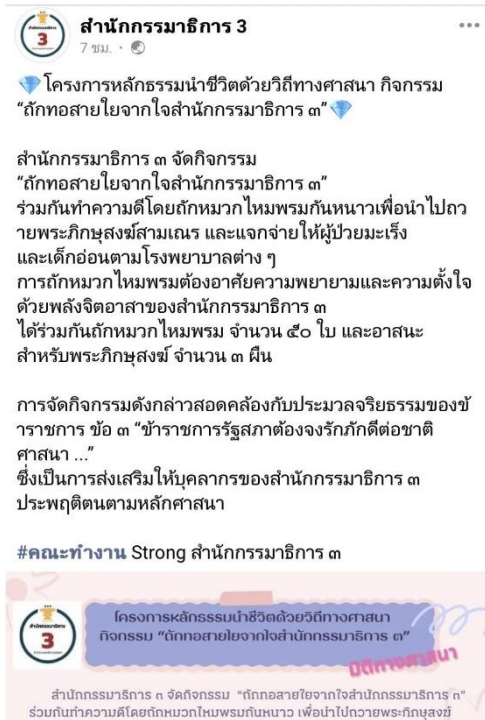 สำนักกรรมาธิการ 3
7 ชม.
โครงการหลักธรรมนำชีวิตด้วยวิถีทางศาสนา กิจกรรม
“ถักทอสายใยจากใจสำนักกรรมาธิการ ๓”
สำนักกรรมาธิการ ๓ จัดกิจกรรม
“ถักทอสายใยจากใจสำนักกรรมาธิการ ๓”
ร่วมกันทำความดีโดยถักหมวกไหมพรมกันหนาวเพื่อนำไปถว
ายพระภิกษุสงฆ์สามเณร และแจกจ่ายให้ผู้ป่วยมะเร็ง
และเด็กอ่อนตามโรงพยาบาลต่าง ๆ
การถักหมวกไหมพรมต้องอาศัยความพยายามและความตั้งใจ
ด้วยพลังจิตอาสาของสำนักกรรมาธิการ ๓
ได้ร่วมกันถักหมวกไหมพรม จำนวน ๕๐ ใบ และอาสนะ
สำหรับพระภิกษุสงฆ์ จำนวน ๓ ผืน
การจัดกิจกรรมดังกล่าวสอดคล้องกับประมวลจริยธรรมของข้
าราชการ ข้อ ๓ “ข้าราชการรัฐสภาต้องจงรักภักดีต่อชาติ
ศาสนา ...”
ซึ่งเป็นการส่งเสริมให้บุคลากรของสำนักกรรมาธิการ ๓
ประพฤติตนตามหลักศาสนา
#คณะทำงาน Strong สำนักกรรมาธิการ ๓
สำนักกรรมาธิการ
3
โครงการหลักธรรมนำชีวิตด้วยวิถีทางศาสนา
กิจกรรม “ถักทอสายใยจากใจสำนักกรรมาธิการ ๓”
มิติทางศาสนา
สำนักกรรมาธิการ ๓ จัดกิจกรรม “ถักทอสายใยจากใจสำนักกรรมาธิการ ๓”
ร่วมกันทำความดีโดยถักหมวกไหมพรมกันหนาว เพื่อนำไปถวายพระภิกษุสงฆ์